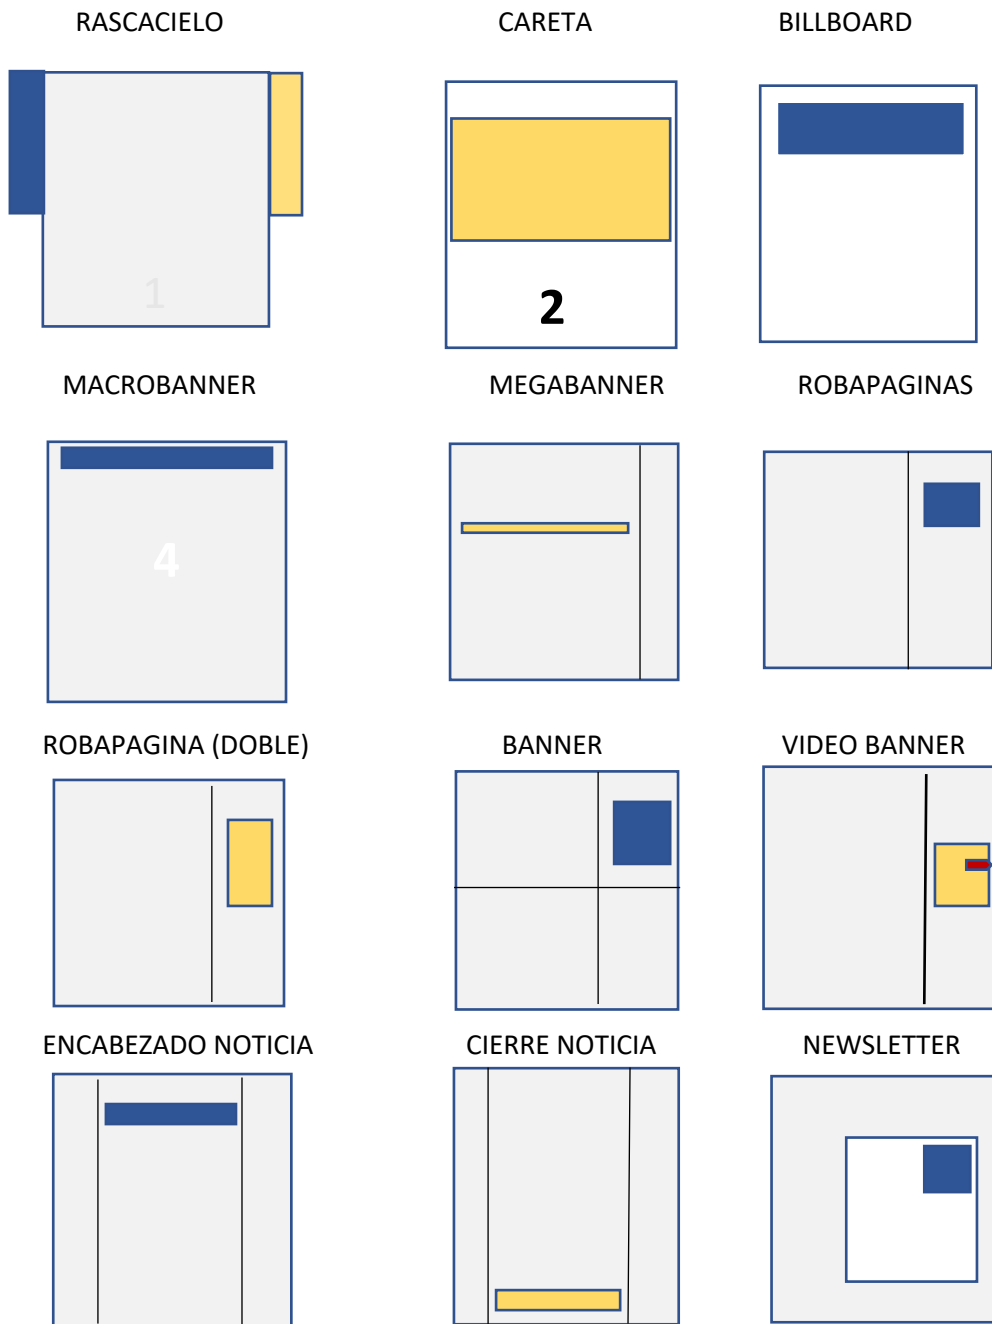 RASCACIELO CARETA BILLBOARD
1
2
MACROBANNER MEGABANNER ROBAPAGINAS
4
ROBAPAGINA (DOBLE) BANNER VIDEO BANNER
ENCABEZADO NOTICIA CIERRE NOTICIA NEWSLETTER